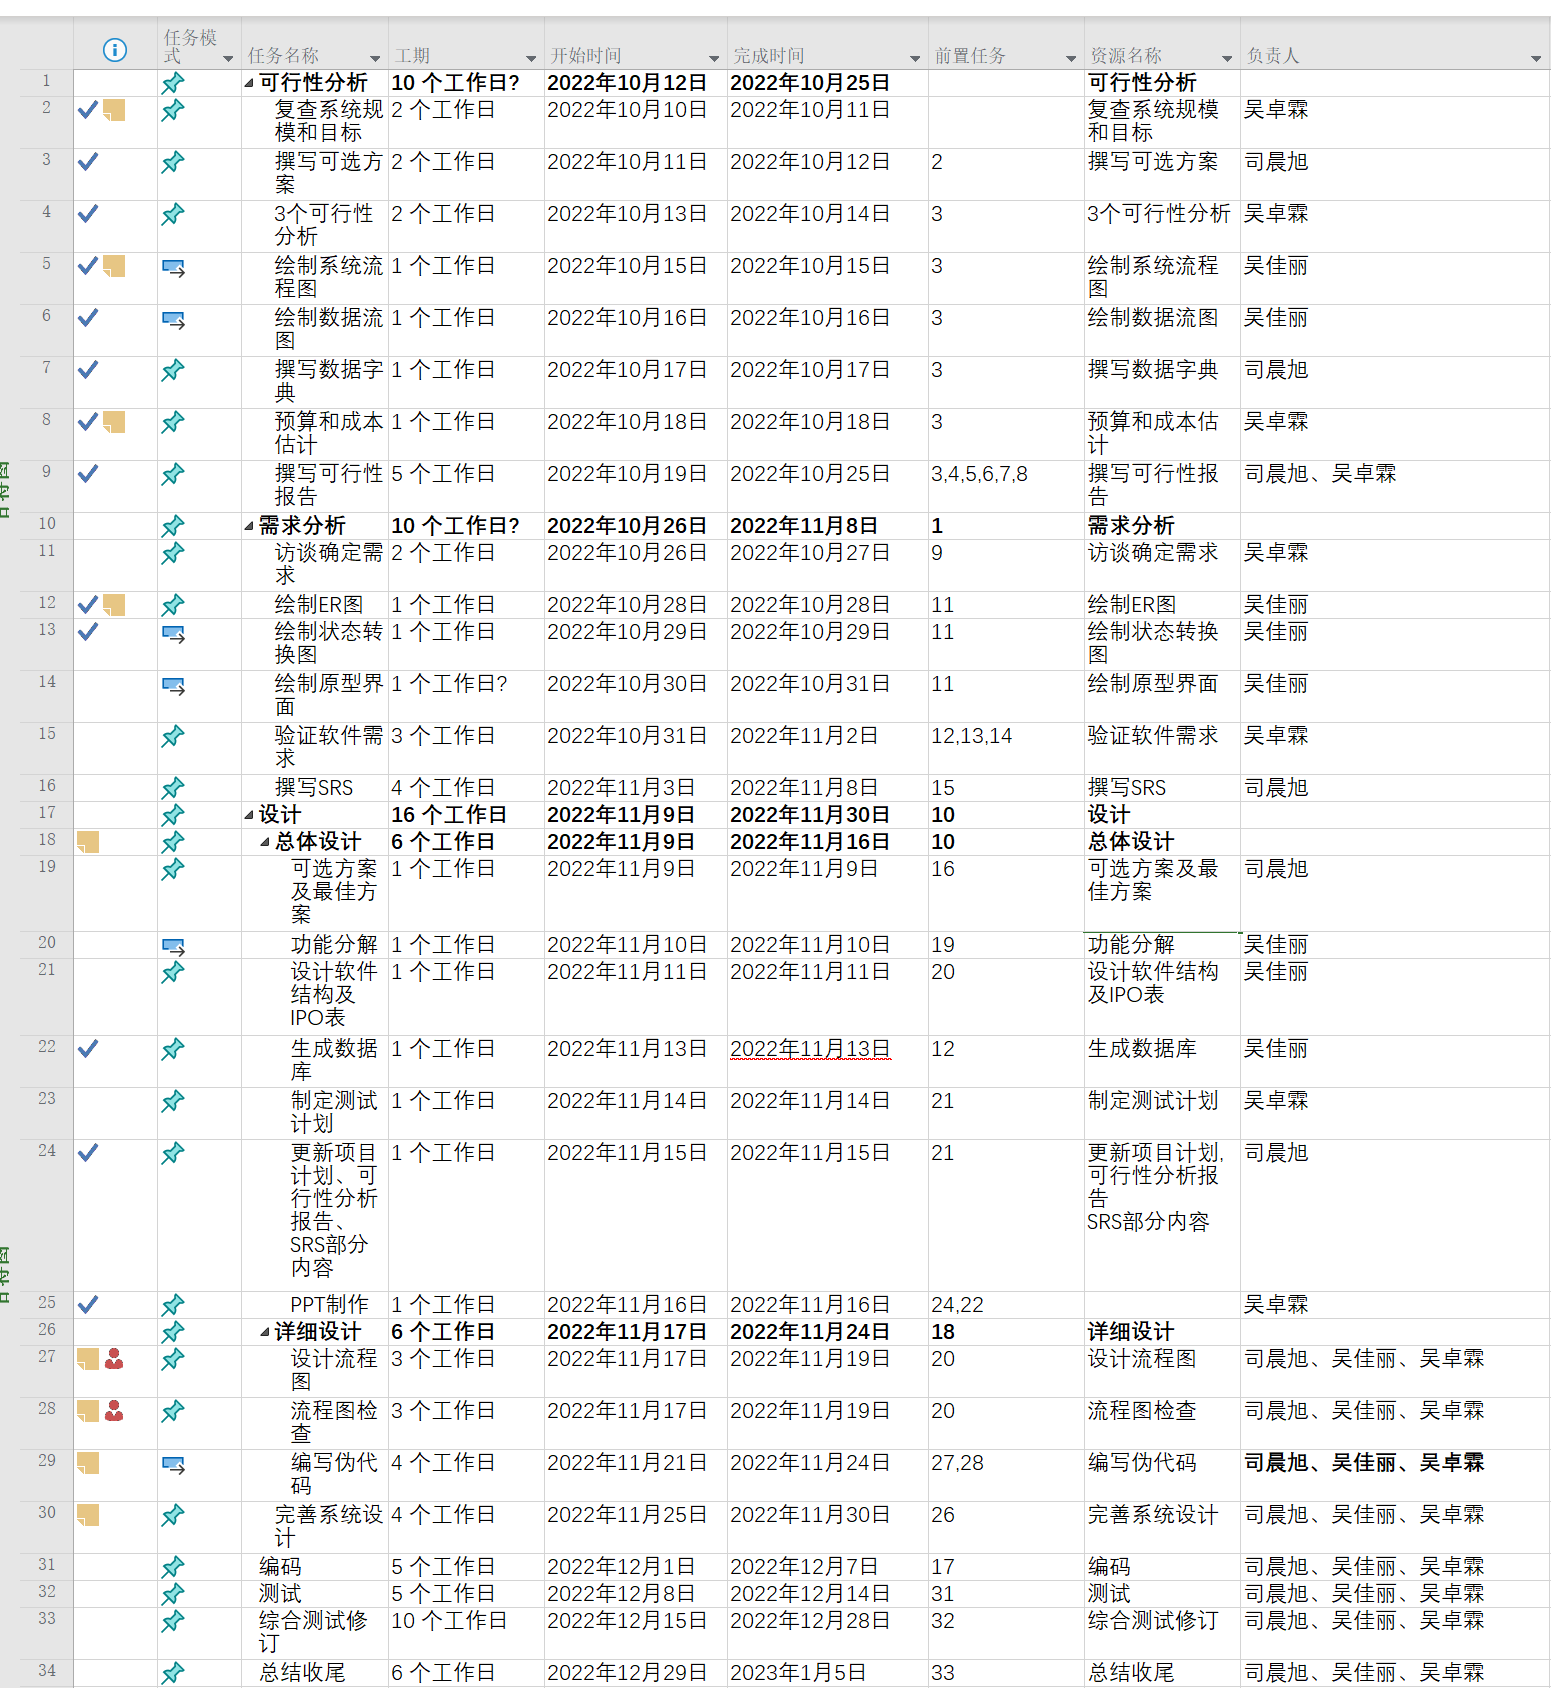 任务模式 任务名称 工期 开始时间 完成时间 前置任务 资源名称 负责人
1 可行性分析 10 个工作日? 2022年10月12日 2022年10月25日 可行性分析
2 复查系统规模和目标 2 个工作日 2022年10月10日 2022年10月11日 复查系统规模和目标 吴卓霖
3 撰写可选方案 2 个工作日 2022年10月11日 2022年10月12日 2 撰写可选方案 司晨旭
4 3个可行性分析 2 个工作日 2022年10月13日 2022年10月14日 3 3个可行性分析 吴卓霖
5 绘制系统流程图 1 个工作日 2022年10月15日 2022年10月15日 3 绘制系统流程图 吴佳丽
6 绘制数据流图 1 个工作日 2022年10月16日 2022年10月16日 3 绘制数据流图 吴佳丽
7 撰写数据字典 1 个工作日 2022年10月17日 2022年10月17日 3 撰写数据字典 司晨旭
8 预算和成本估计 1 个工作日 2022年10月18日 2022年10月18日 3 预算和成本估计 吴卓霖
9 撰写可行性报告 5 个工作日 2022年10月19日 2022年10月25日 3,4,5,6,7,8 撰写可行性报告 司晨旭、吴卓霖
10 需求分析 10 个工作日? 2022年10月26日 2022年11月8日 1 需求分析
11 访谈确定需求 2 个工作日 2022年10月26日 2022年10月27日 9 访谈确定需求 吴卓霖
12 绘制ER图 1 个工作日 2022年10月28日 2022年10月28日 11 绘制ER图 吴佳丽
13 绘制状态转换图 1 个工作日 2022年10月29日 2022年10月29日 11 绘制状态转换图 吴佳丽
14 绘制原型界面 1 个工作日? 2022年10月30日 2022年10月31日 11 绘制原型界面 吴佳丽
15 验证软件需求 3 个工作日 2022年10月31日 2022年11月2日 12,13,14 验证软件需求 吴卓霖
16 撰写SRS 4 个工作日 2022年11月3日 2022年11月8日 15 撰写SRS 司晨旭
17 设计 16 个工作日 2022年11月9日 2022年11月30日 10 设计
18 总体设计 6 个工作日 2022年11月9日 2022年11月16日 10 总体设计
19 可选方案及最佳方案 1 个工作日 2022年11月9日 2022年11月9日 16 可选方案及最佳方案 司晨旭
20 功能分解 1 个工作日 2022年11月10日 2022年11月10日 19 功能分解 吴佳丽
21 设计软件结构及IPO表 1 个工作日 2022年11月11日 2022年11月11日 20 设计软件结构及IPO表 吴佳丽
22 生成数据库 1 个工作日 2022年11月13日 2022年11月13日 12 生成数据库 吴佳丽
23 制定测试计划 1 个工作日 2022年11月14日 2022年11月14日 21 制定测试计划 吴卓霖
24 更新项目计划、可行性分析报告、SRS部分内容 1 个工作日 2022年11月15日 2022年11月15日 21 更新项目计划,可行性分析报告 SRS部分内容 司晨旭
25 PPT制作 1 个工作日 2022年11月16日 2022年11月16日 24,22 吴卓霖
26 详细设计 6 个工作日 2022年11月17日 2022年11月24日 18 详细设计
27 设计流程图 3 个工作日 2022年11月17日 2022年11月19日 20 设计流程图 司晨旭、吴佳丽、吴卓霖
28 流程图检查 3 个工作日 2022年11月17日 2022年11月19日 20 流程图检查 司晨旭、吴佳丽、吴卓霖
29 编写伪代码 4 个工作日 2022年11月21日 2022年11月24日 27,28 编写伪代码 司晨旭、吴佳丽、吴卓霖
30 完善系统设计 4 个工作日 2022年11月25日 2022年11月30日 26 完善系统设计 司晨旭、吴佳丽、吴卓霖
31 编码 5 个工作日 2022年12月1日 2022年12月7日 17 编码 司晨旭、吴佳丽、吴卓霖
32 测试 5 个工作日 2022年12月8日 2022年12月14日 31 测试 司晨旭、吴佳丽、吴卓霖
33 综合测试修订 10 个工作日 2022年12月15日 2022年12月28日 32 综合测试修订 司晨旭、吴佳丽、吴卓霖
34 总结收尾 6 个工作日 2022年12月29日 2023年1月5日 33 总结收尾 司晨旭、吴佳丽、吴卓霖